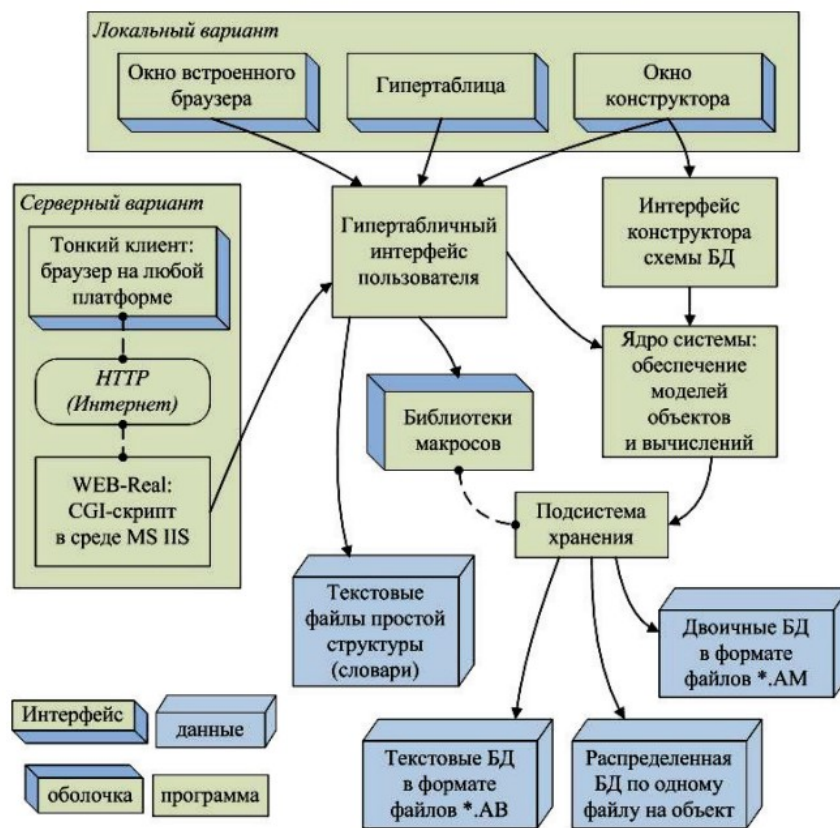 Локальный вариант
Окно встроенного
браузера
Гипертаблица
Окно
конструктора
Серверный вариант
Тонкий клиент:
браузер на любой
платформе
HTTP
(Интернет)
WEB-Real:
CGI-скрипт
в среде MS IIS
Гипертабличный
интерфейс
пользователя
Интерфейс
конструктора
схемы БД
Ядро системы:
обеспечение
моделей
объектов
и вычислений
Библиотеки
макросов
Подсистема
хранения
Текстовые
файлы простой
структуры
(словари)
Двоичные БД
в формате
файлов *.AM
Текстовые БД
в формате
файлов *.AB
Распределенная
БД по одному
файлу на объект
Интерфейс
данные
оболочка
программа